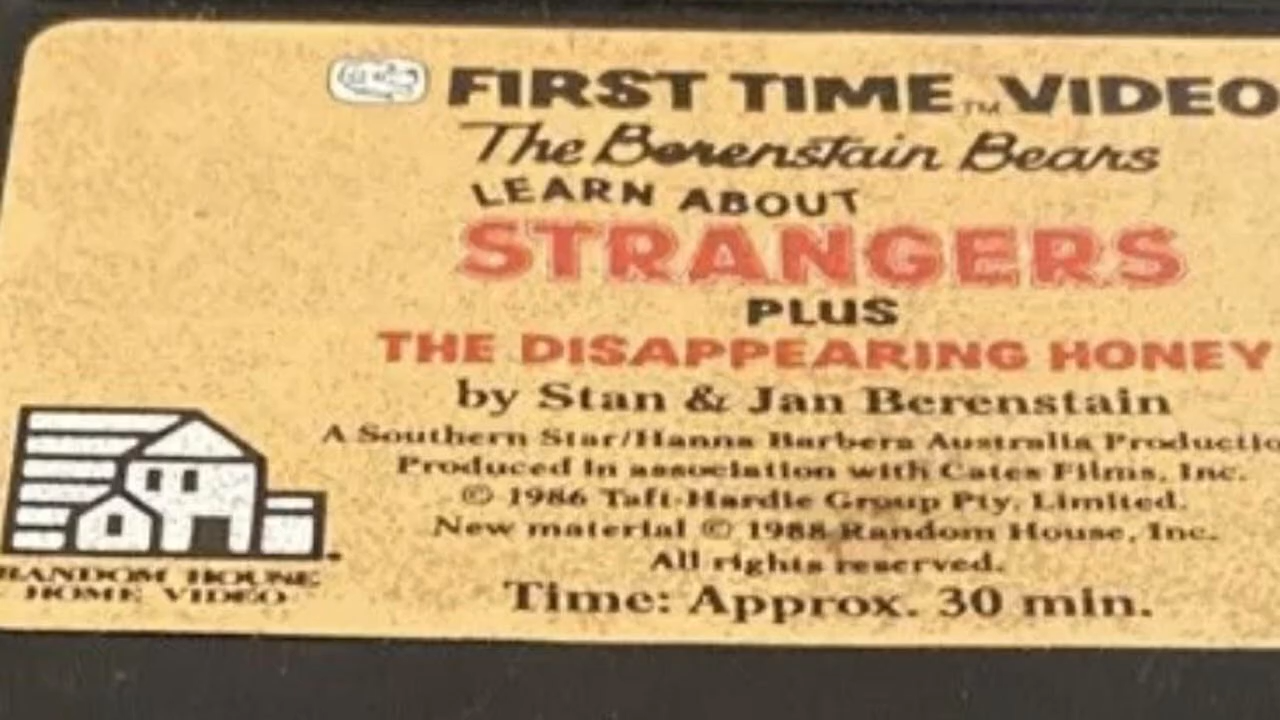 FIRST TIME™ VIDEO
The Berenstain Bears
LEARN ABOUT
STRANGERS
PLUS
THE DISAPPEARING HONEY
by Stan & Jan Berenstain
A Southern Star/Hanna Barbera Australia Productio
Produced in association with Cates Films, Inc.
© 1986 Taft-Hardie Group Pty. Limited.
New material © 1988 Random House, Inc.
All rights reserved.
Time: Approx. 30 min.
RANDOM HOUSE
HOME VIDEO